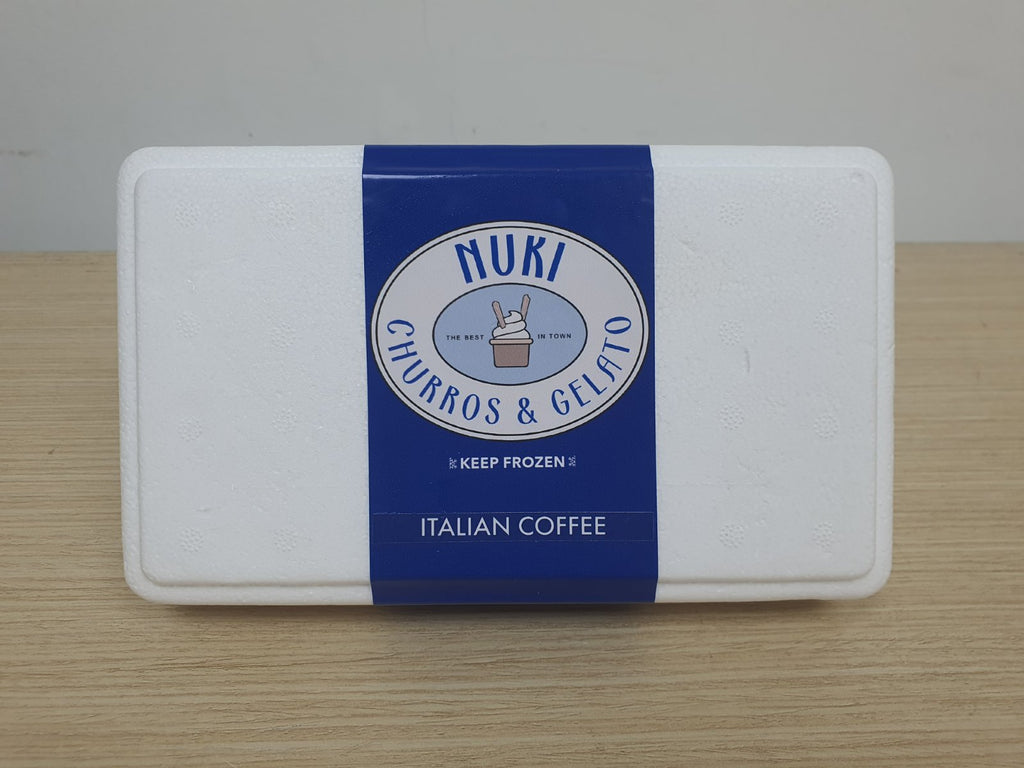 NUKI
THE BEST IN TOWN
CHURROS & GELATO
KEEP FROZEN
ITALIAN COFFEE